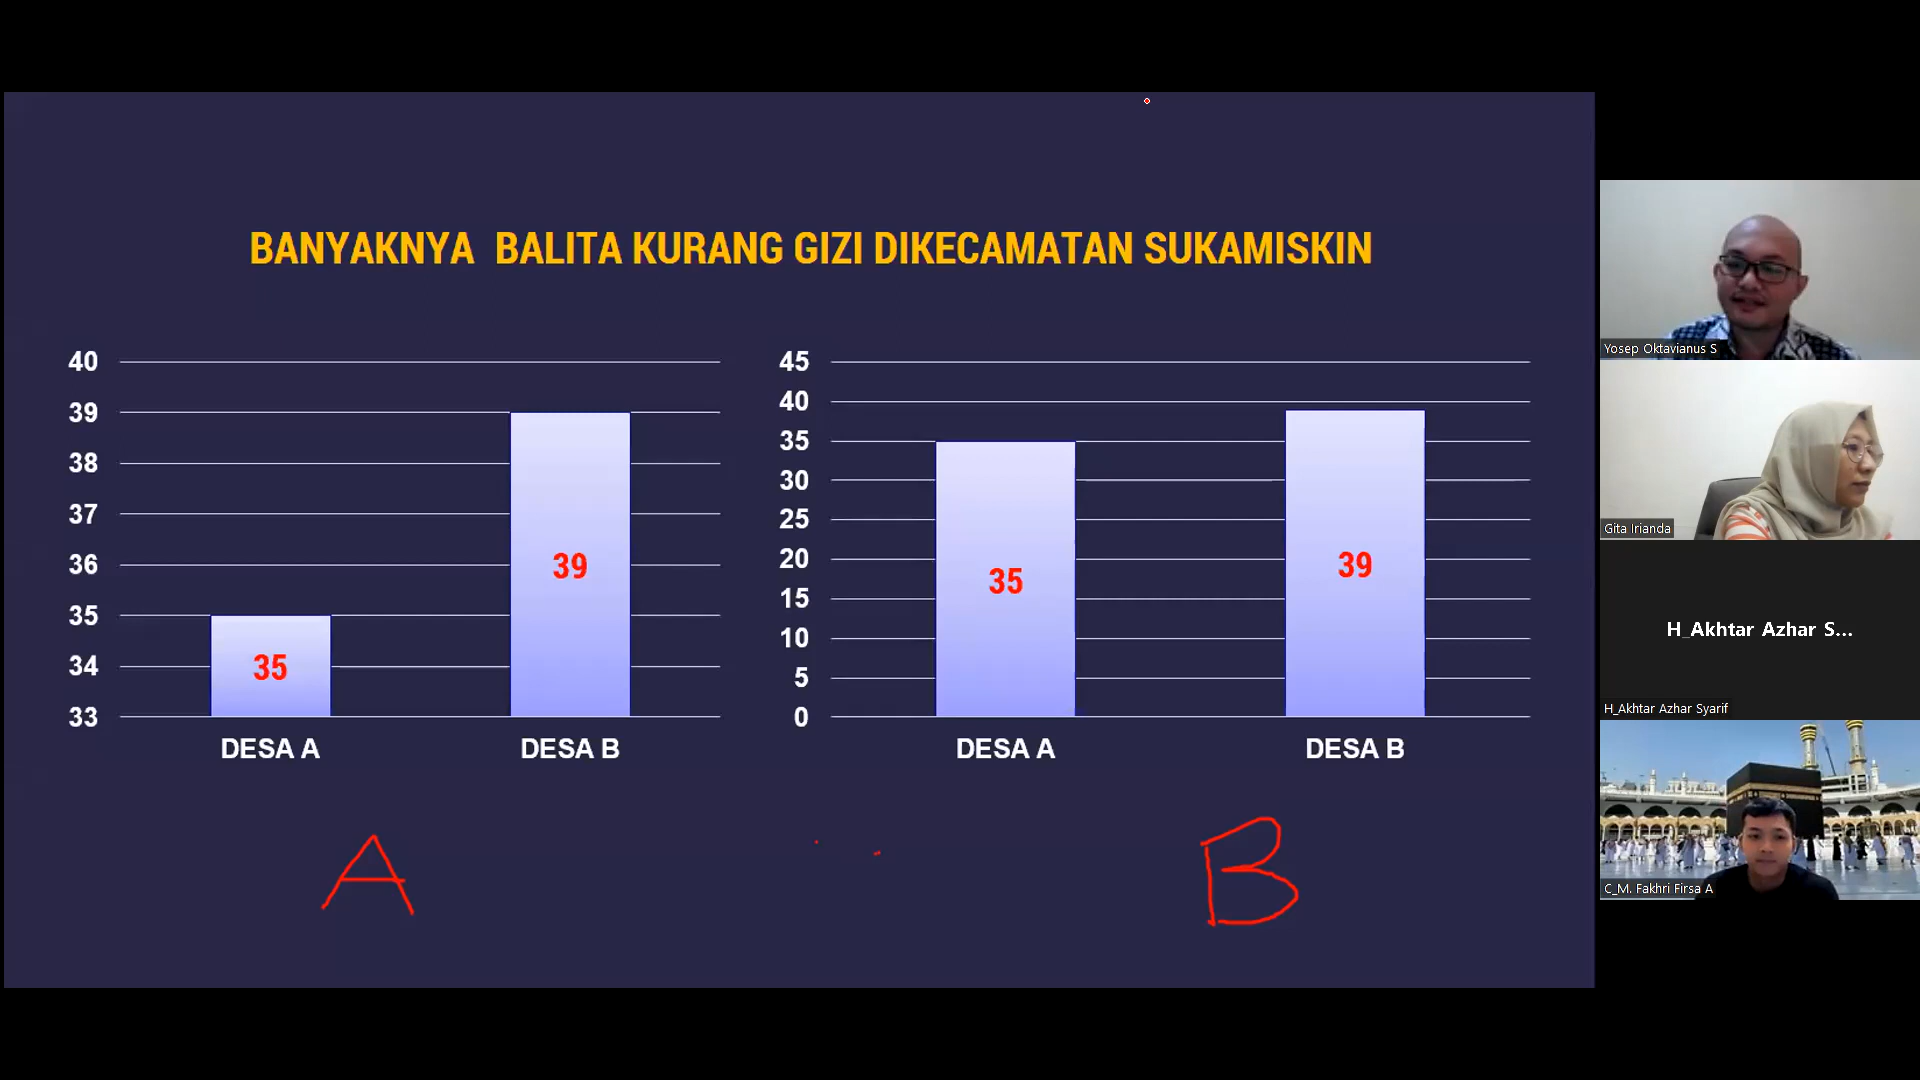 BANYAKNYA BALITA KURANG GIZI DIKECAMATAN SUKAMISKIN
40
39
38
37
36
35
34
33
35
39
DESA A
DESA B
45
40
35
30
25
20
15
10
5
0
35
39
DESA A
DESA B
A
B
Yosep Oktavianus S
Gita Irianda
H_Akhtar Azhar S...
H_Akhtar Azhar Syarif
C_M. Fakhri Firsa A